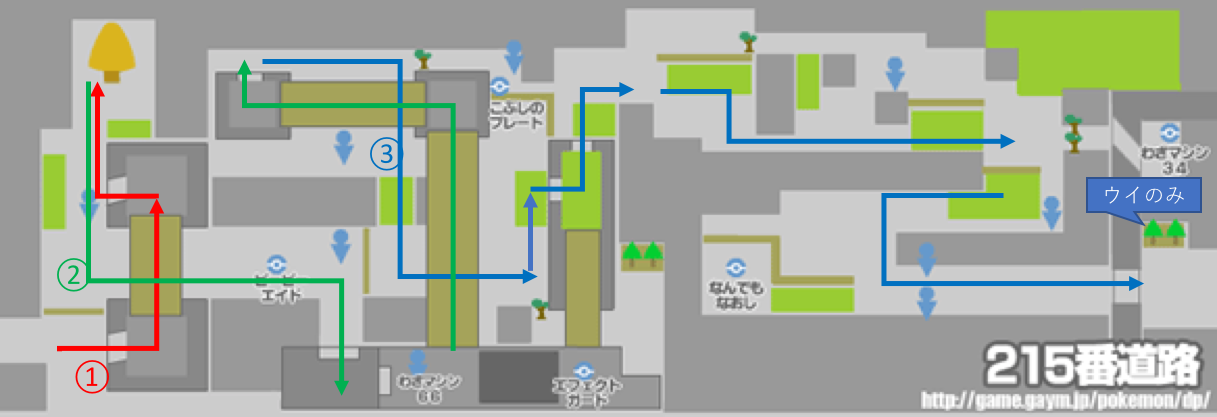 こぶしの
プレート
③
わざマシン
34
ウイのみ
②
ピーピー
エイド
なんでも
なおし
①
わざマシン
66
エフェクト
ガード
215番道路
http://game.gaym.jp/pokemon/dp/